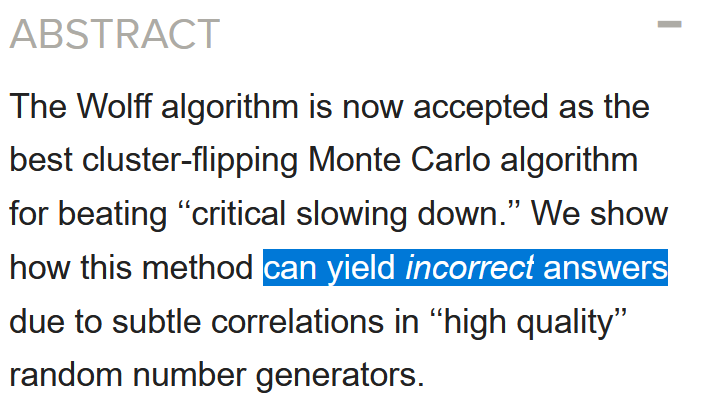 ABSTRACT
The Wolff algorithm is now accepted as the
best cluster-flipping Monte Carlo algorithm
for beating ‘‘critical slowing down.’’ We show
how this method can yield incorrect answers
due to subtle correlations in ‘‘high quality’’
random number generators.